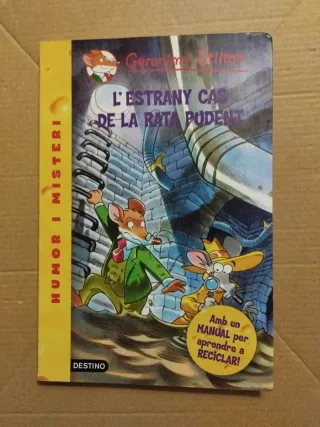 Geronimo Stilton
L'ESTRANY CAS
DE LA RATA PUDENT
HUMOR I MISTERI
Amb un
MANUAL per
aprendre a
RECICLAR!
DESTINO